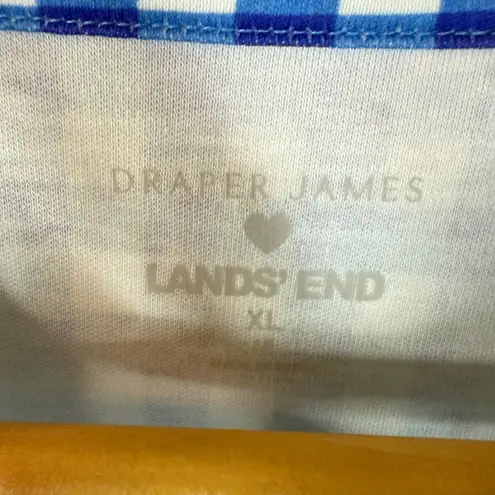 DRAPER JAMES
LANDS' END
XL